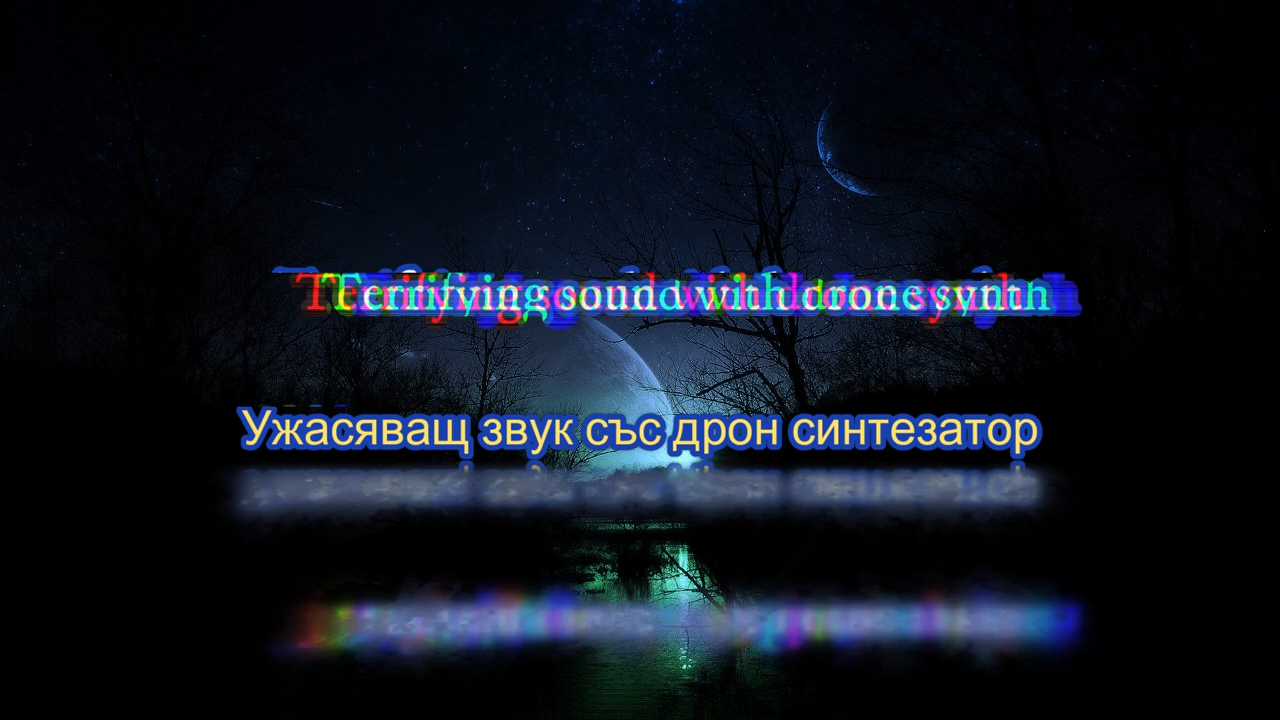 Terrifying sound with drone synth
Ужасяващ звук със дрон синтезатор